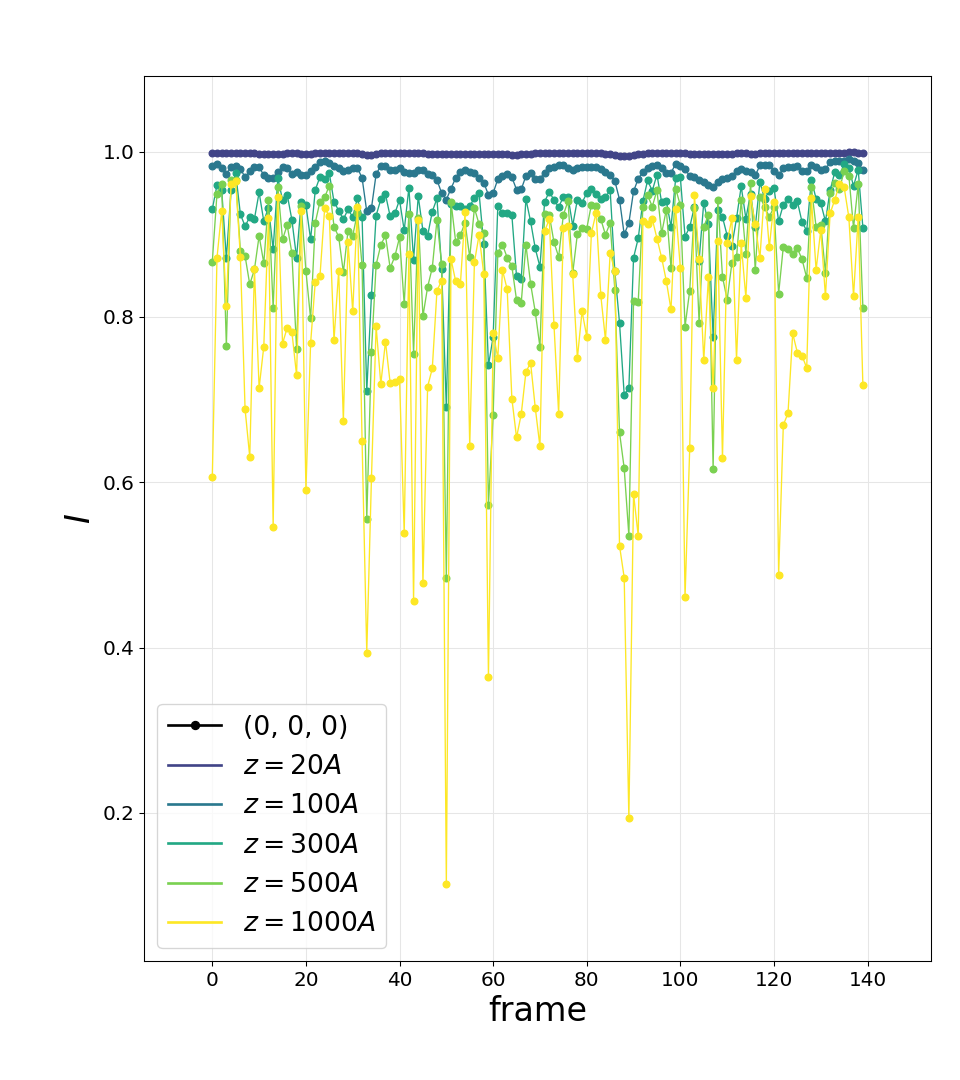 1.0
0.8
0.6
0.4
0.2
I
(0, 0, 0)
z = 20A
z = 100A
z = 300A
z = 500A
z = 1000A
0 20 40 60 80 100 120 140
frame